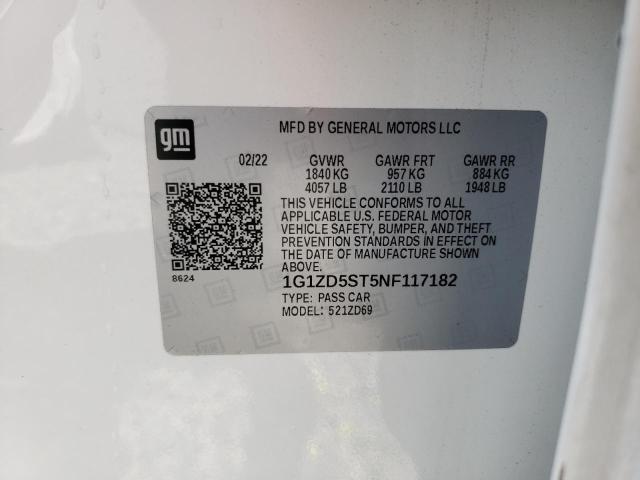 gm
MFD BY GENERAL MOTORS LLC
02/22 GVWR GAWR FRT GAWR RR
1840 KG 957 KG 884 KG
4057 LB 2110 LB 1948 LB
THIS VEHICLE CONFORMS TO ALL
APPLICABLE U.S. FEDERAL MOTOR
VEHICLE SAFETY, BUMPER, AND THEFT
PREVENTION STANDARDS IN EFFECT ON
THE DATE OF MANUFACTURE SHOWN
ABOVE.
8624
1G1ZD5ST5NF117182
TYPE: PASS CAR
MODEL: 521ZD69